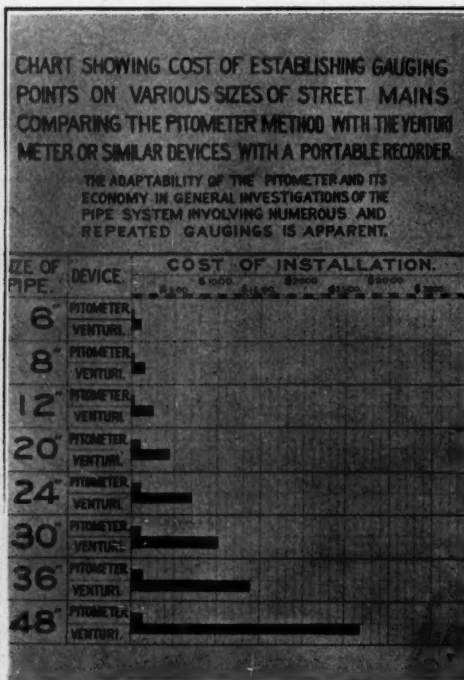 CHART SHOWING COST OF ESTABLISHING GAUGING
POINTS ON VARIOUS SIZES OF STREET MAINS
COMPARING THE PITOMETER METHOD WITH THE VENTURI
METER OR SIMILAR DEVICES WITH A PORTABLE RECORDER.
THE ADAPTABILITY OF THE PITOMETER AND ITS
ECONOMY IN GENERAL INVESTIGATIONS OF THE
PIPE SYSTEM INVOLVING NUMEROUS AND
REPEATED GAUGINGS IS APPARENT.
IZE OF PIPE. DEVICE. COST OF INSTALLATION.
$500 $1000 $1500 $2000
6" PITOMETER.
VENTURI.
8" PITOMETER.
VENTURI.
12" PITOMETER.
VENTURI.
20" PITOMETER.
VENTURI.
24" PITOMETER.
VENTURI.
30" PITOMETER.
VENTURI.
36" PITOMETER.
VENTURI.
48" PITOMETER.
VENTURI.